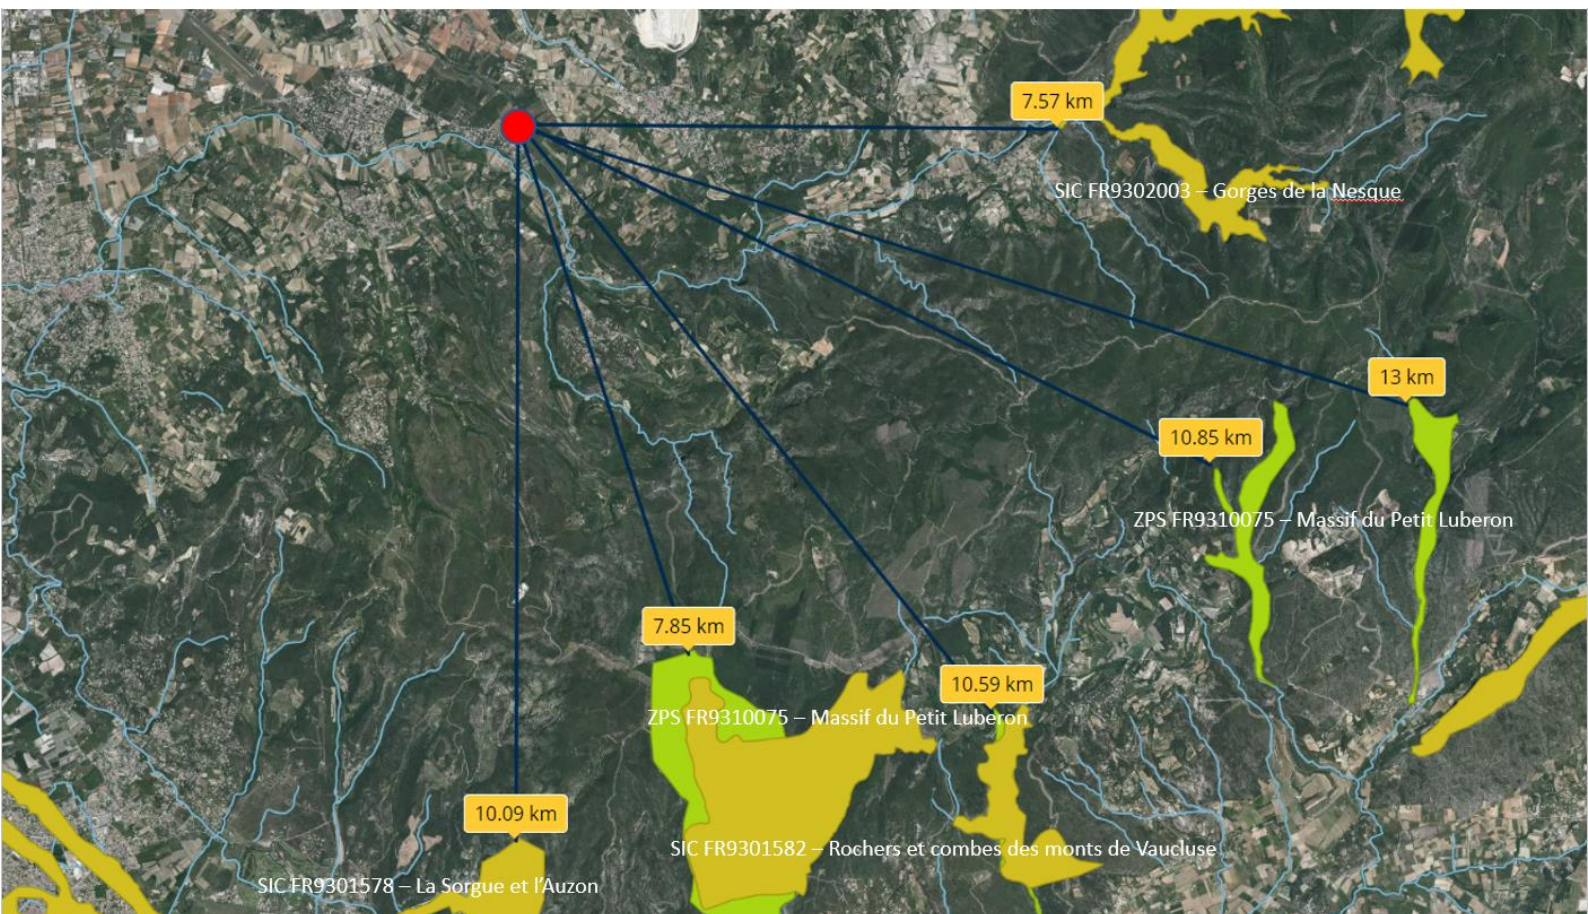 7.57 km
SIC FR9302003 – Gorges de la Nesque
13 km
10.85 km
ZPS FR9310075 – Massif du Petit Luberon
7.85 km
10.59 km
ZPS FR9310075 – Massif du Petit Luberon
10.09 km
SIC FR9301582 – Rochers et combes des monts de Vaucluse
SIC FR9301578 – La Sorgue et l'Auzon